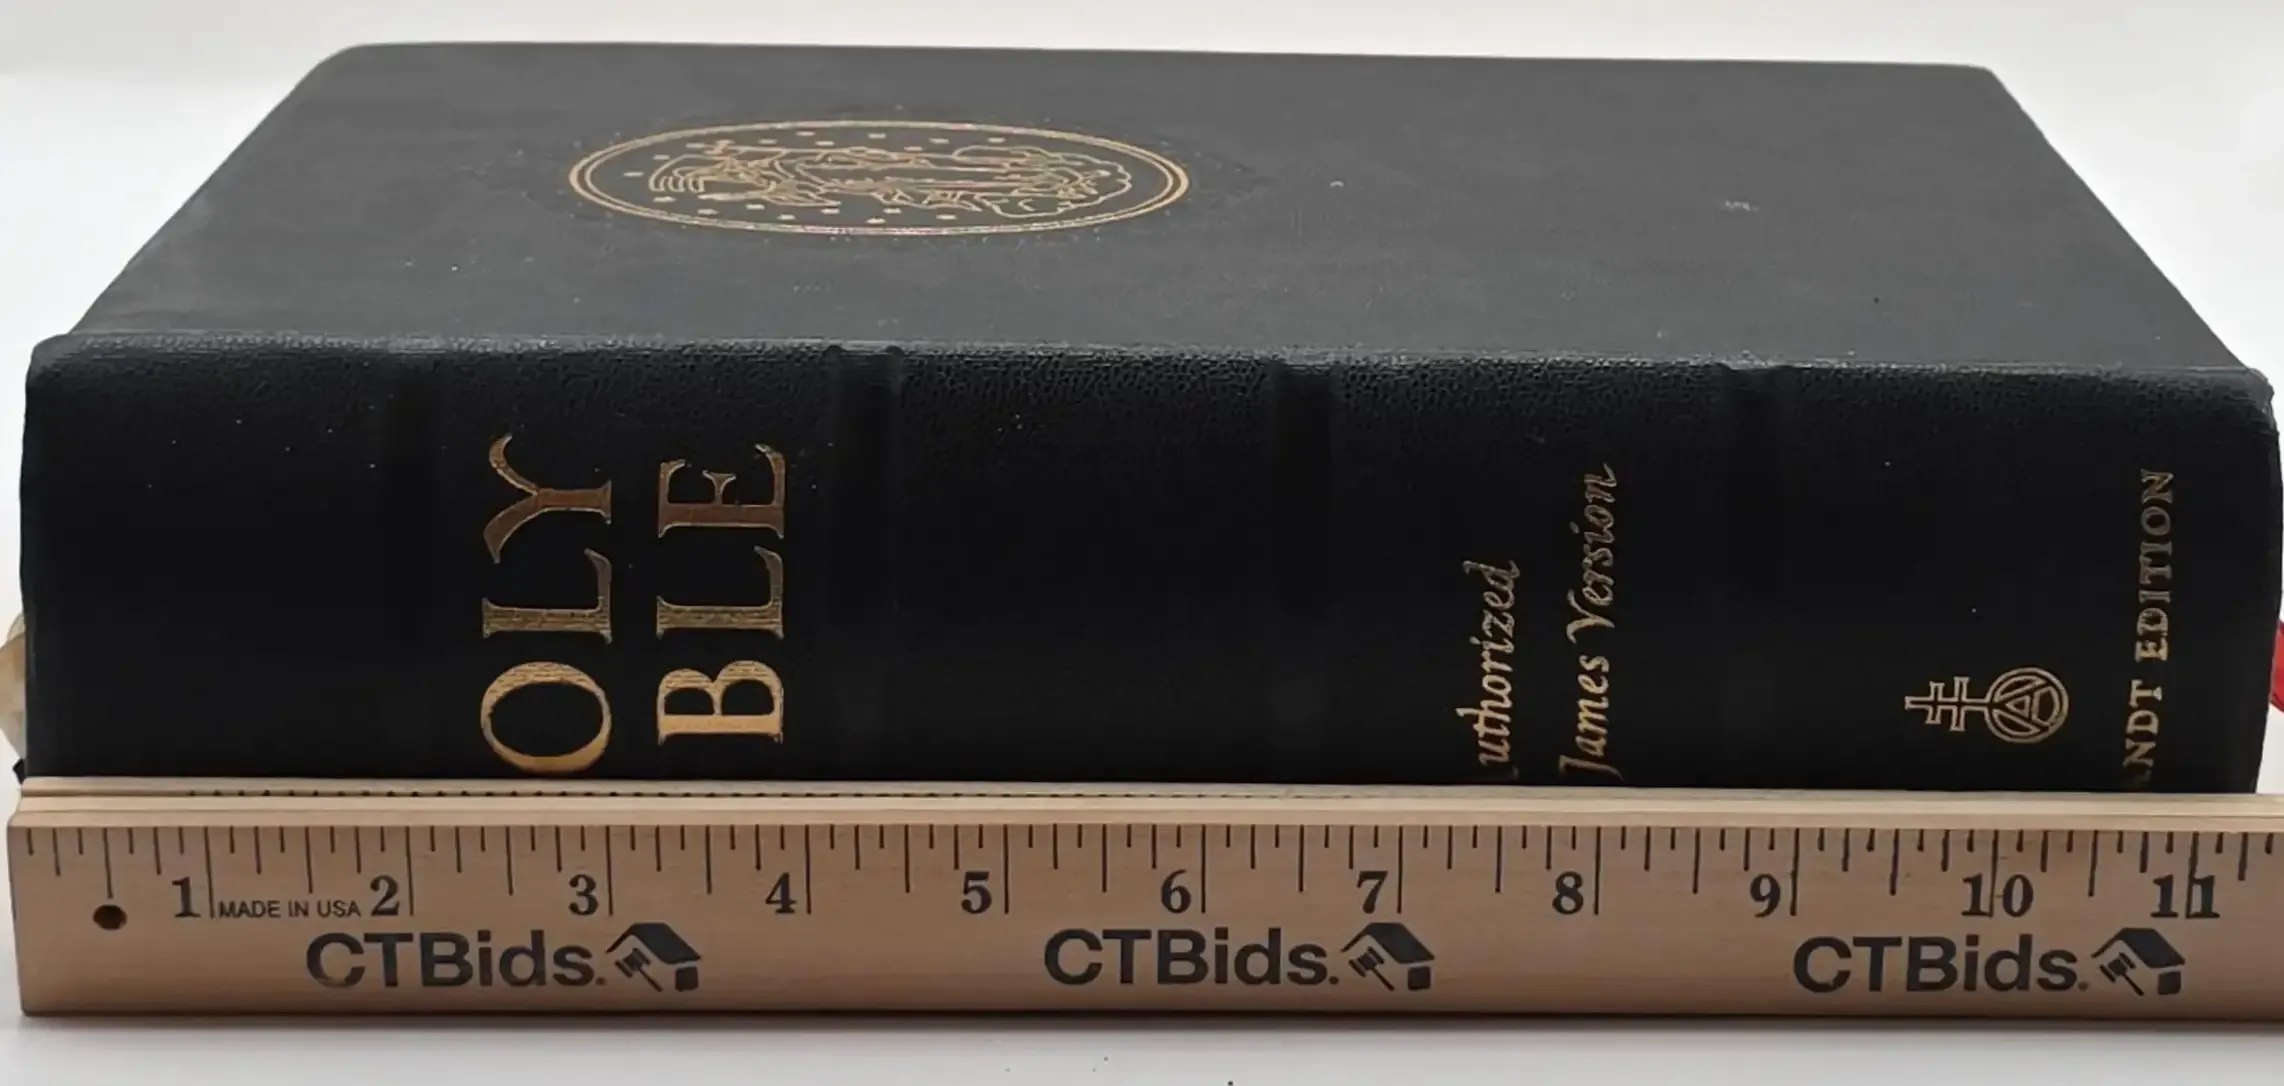 OLY
BLE
uthorized
James Version
ANDT EDITION
1 2 3 4 5 6 7 8 9 10 11
MADE IN USA
CTBids. CTBids. CTBids.